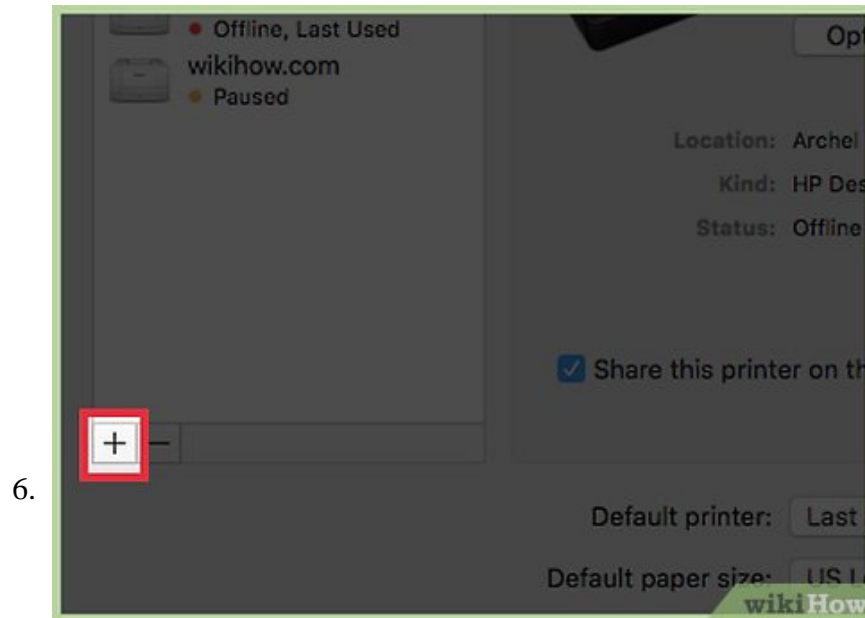 Offline, Last Used
wikihow.com
Paused
Opt
Location: Archel
Kind: HP Des
Status: Offline
Share this printer on th
+ −
6.
Default printer: Last
Default paper size: US Le
wikiHow